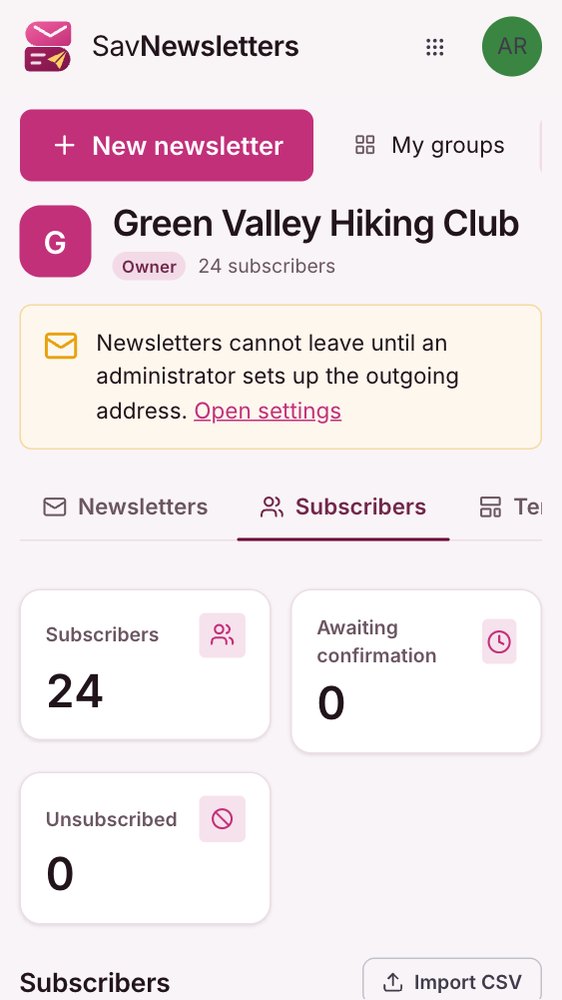 SavNewsletters
AR
New newsletter
My groups
G
Green Valley Hiking Club
Owner
24 subscribers
Newsletters cannot leave until an
administrator sets up the outgoing
address. Open settings
Newsletters
Subscribers
Subscribers
24
Awaiting
confirmation
0
Unsubscribed
0
Subscribers
Import CSV